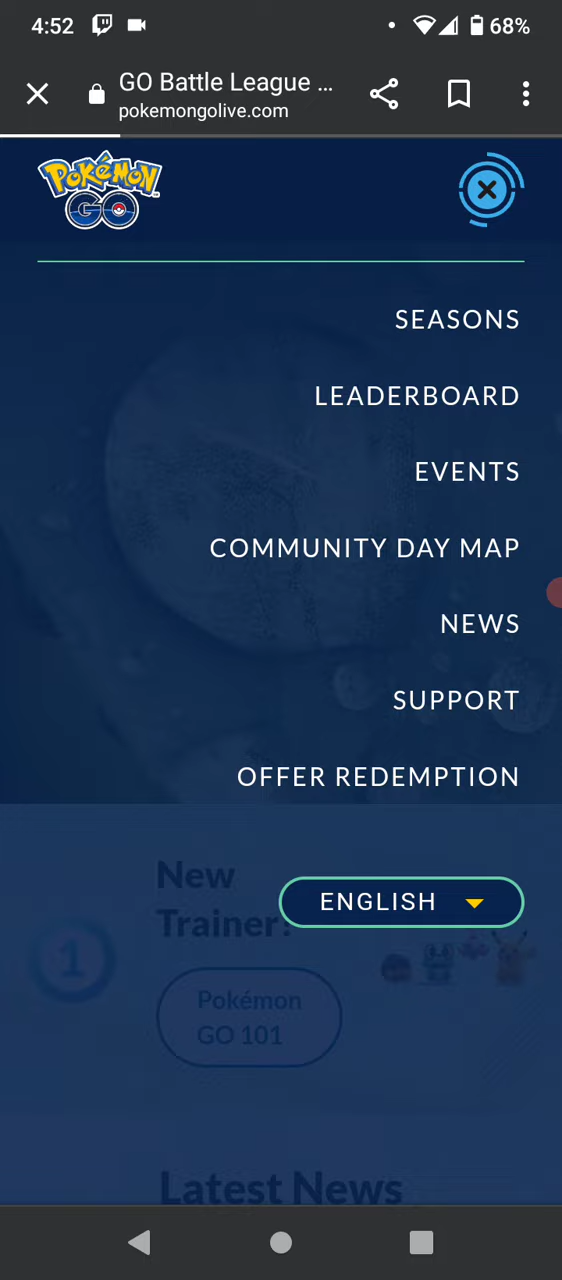 4:52
68%
GO Battle League ...
pokemongolive.com
POKÉMON
GO
SEASONS
LEADERBOARD
EVENTS
COMMUNITY DAY MAP
NEWS
SUPPORT
OFFER REDEMPTION
New
Trainer?
ENGLISH
1
Pokémon
GO 101
Latest News